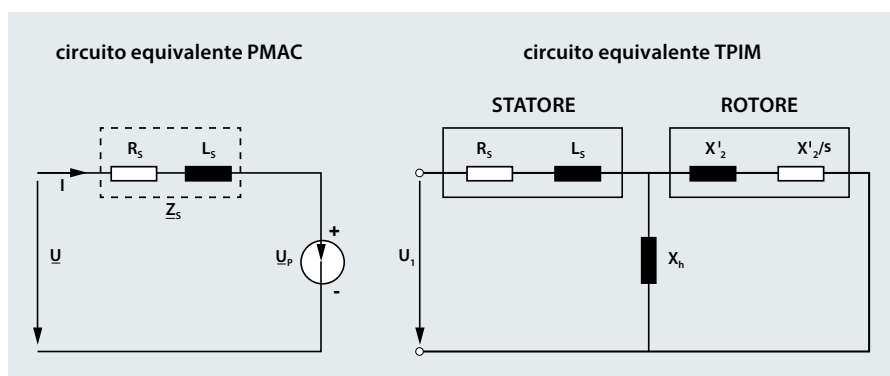 circuito equivalente PMAC
R_S L_S
I
Z_S
U
U_P
+
-
circuito equivalente TPIM
STATORE ROTORE
R_S L_S X'_2 X'_2/s
U_1
X_h